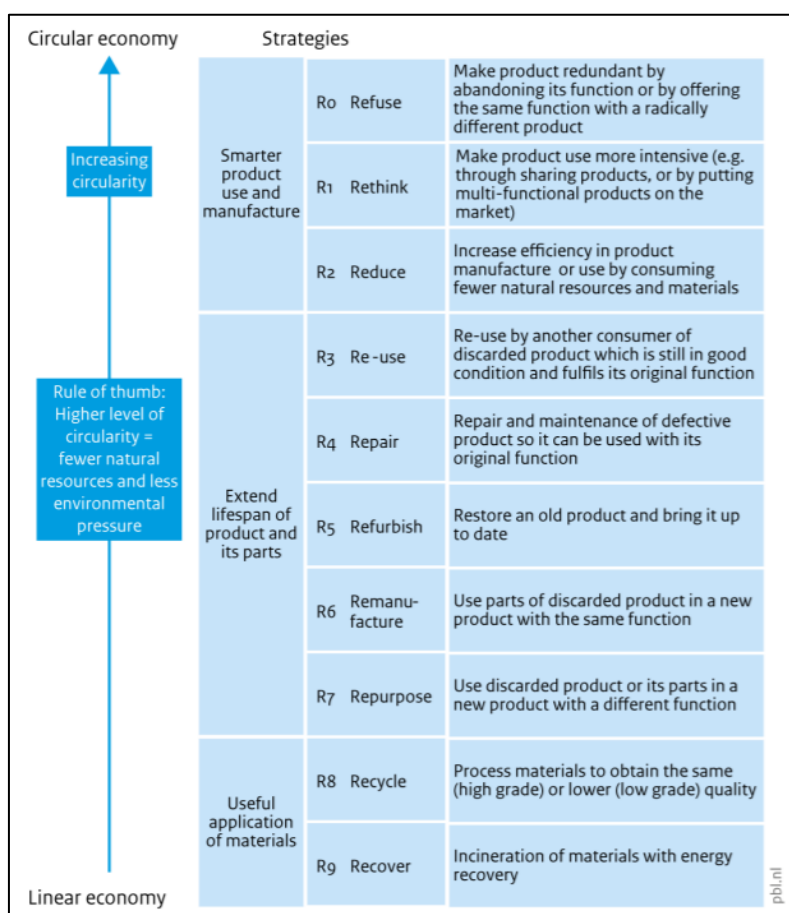 Circular economy
Strategies
Increasing
circularity
Rule of thumb:
Higher level of
circularity =
fewer natural
resources and less
environmental
pressure
Linear economy
Smarter
product
use and
manufacture
R0 Refuse
Make product redundant by
abandoning its function or by offering
the same function with a radically
different product
R1 Rethink
Make product use more intensive (e.g.
through sharing products, or by putting
multi-functional products on the
market)
R2 Reduce
Increase efficiency in product
manufacture or use by consuming
fewer natural resources and materials
Extend
lifespan of
product and
its parts
R3 Re-use
Re-use by another consumer of
discarded product which is still in good
condition and fulfils its original function
R4 Repair
Repair and maintenance of defective
product so it can be used with its
original function
R5 Refurbish
Restore an old product and bring it up
to date
R6 Remanu-
facture
Use parts of discarded product in a new
product with the same function
R7 Repurpose
Use discarded product or its parts in a
new product with a different function
Useful
application
of materials
R8 Recycle
Process materials to obtain the same
(high grade) or lower (low grade) quality
R9 Recover
Incineration of materials with energy
recovery
pbl.nl